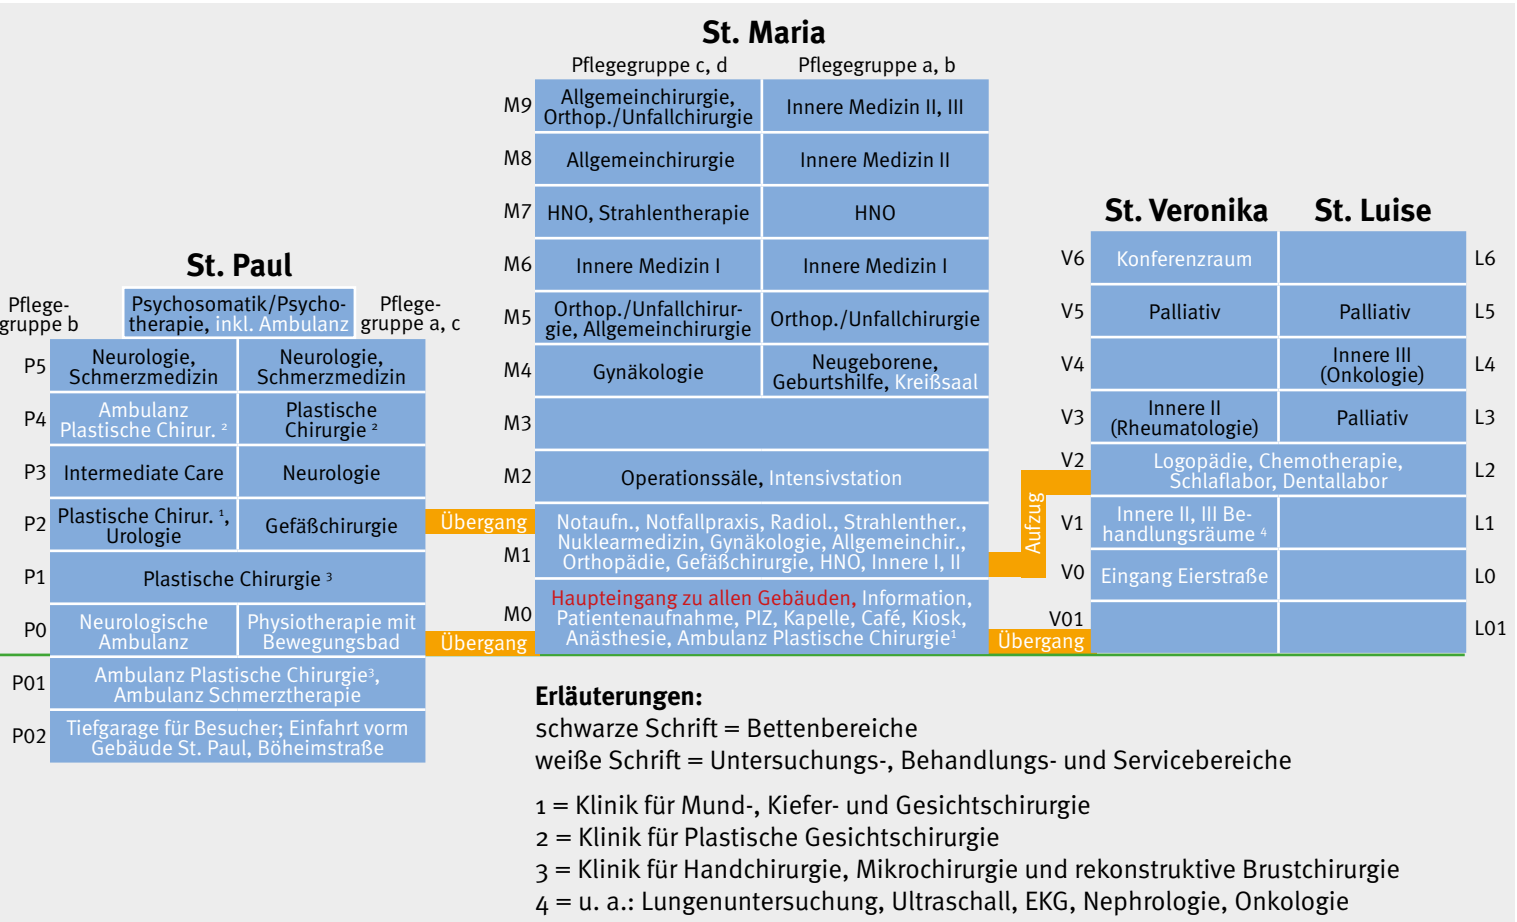 St. Maria
Pflegegruppe c, d
Pflegegruppe a, b
M9
Allgemeinchirurgie,
Orthop./Unfallchirurgie
Innere Medizin II, III
M8
Allgemeinchirurgie
Innere Medizin II
M7
HNO, Strahlentherapie
HNO
M6
Innere Medizin I
Innere Medizin I
M5
Orthop./Unfallchirur-
gie, Allgemeinchirurgie
Orthop./Unfallchirurgie
M4
Gynäkologie
Neugeborene,
Geburtshilfe, Kreißsaal
M3
M2
Operationssäle, Intensivstation
M1
Notaufn., Notfallpraxis, Radiol., Strahlenther.,
Nuklearmedizin, Gynäkologie, Allgemeinchir.,
Orthopädie, Gefäßchirurgie, HNO, Innere I, II
M0
Haupteingang zu allen Gebäuden, Information,
Patientenaufnahme, PIZ, Kapelle, Café, Kiosk,
Anästhesie, Ambulanz Plastische Chirurgie¹
St. Paul
Pflege-
gruppe b
Psychosomatik/Psycho-
therapie, inkl. Ambulanz
Pflege-
gruppe a, c
P5
Neurologie,
Schmerzmedizin
Neurologie,
Schmerzmedizin
P4
Ambulanz
Plastische Chirur. ²
Plastische
Chirurgie ²
P3
Intermediate Care
Neurologie
P2
Plastische Chirur. ¹,
Urologie
Gefäßchirurgie
Übergang
P1
Plastische Chirurgie ³
P0
Neurologische
Ambulanz
Physiotherapie mit
Bewegungsbad
Übergang
P01
Ambulanz Plastische Chirurgie³,
Ambulanz Schmerztherapie
P02
Tiefgarage für Besucher; Einfahrt vorm
Gebäude St. Paul, Böheimstraße
St. Veronika
St. Luise
V6
Konferenzraum
L6
V5
Palliativ
Palliativ
L5
V4
Innere III
(Onkologie)
L4
V3
Innere II
(Rheumatologie)
Palliativ
L3
V2
Logopädie, Chemotherapie,
Schlaflabor, Dentallabor
L2
Aufzug
V1
Innere II, III Be-
handlungsräume ⁴
L1
V0
Eingang Eierstraße
L0
V01
Übergang
L01
Erläuterungen:
schwarze Schrift = Bettenbereiche
weiße Schrift = Untersuchungs-, Behandlungs- und Servicebereiche
1 = Klinik für Mund-, Kiefer- und Gesichtschirurgie
2 = Klinik für Plastische Gesichtschirurgie
3 = Klinik für Handchirurgie, Mikrochirurgie und rekonstruktive Brustchirurgie
4 = u. a.: Lungenuntersuchung, Ultraschall, EKG, Nephrologie, Onkologie